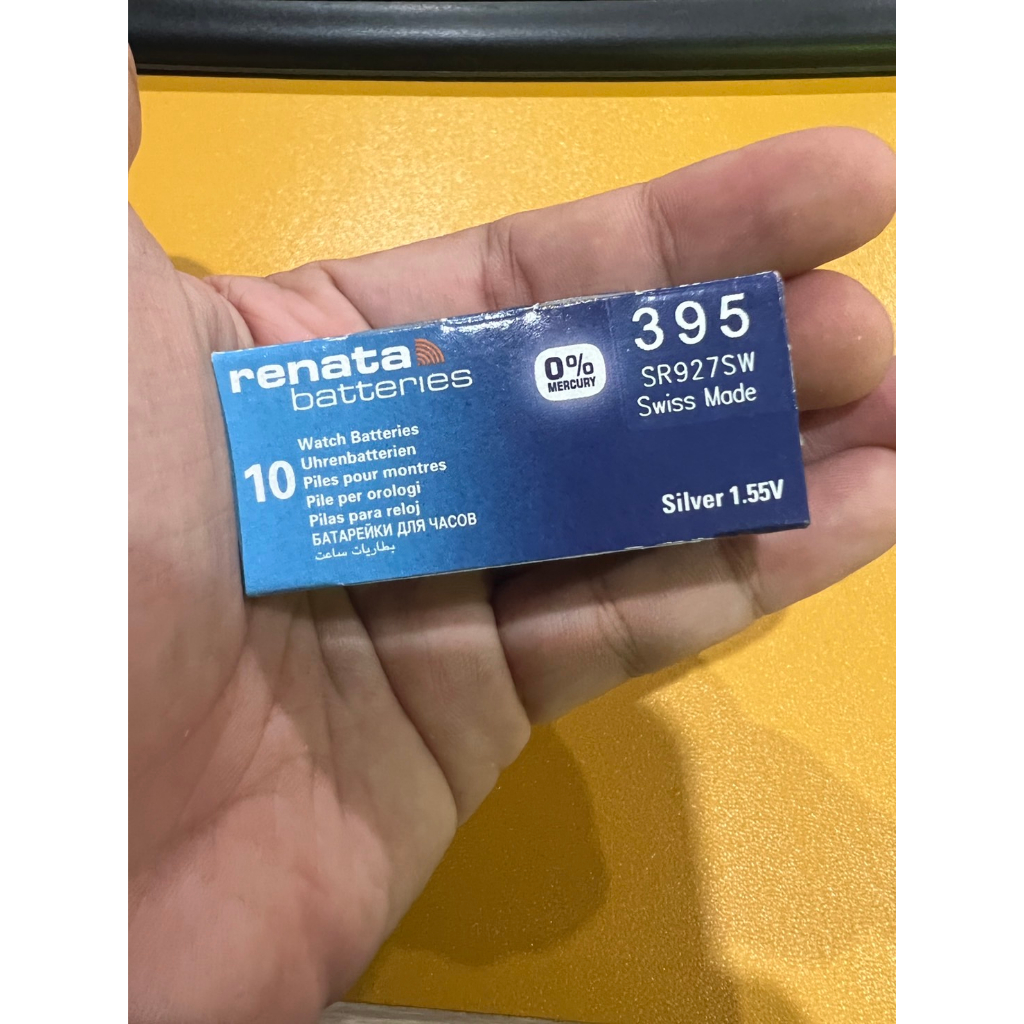 renata
batteries
10
Watch Batteries
Uhrenbatterien
Piles pour montres
Pile per orologi
Pilas para reloj
БАТАРЕЙКИ ДЛЯ ЧАСОВ
بطاريات ساعت
0%
MERCURY
395
SR927SW
Swiss Made
Silver 1.55V